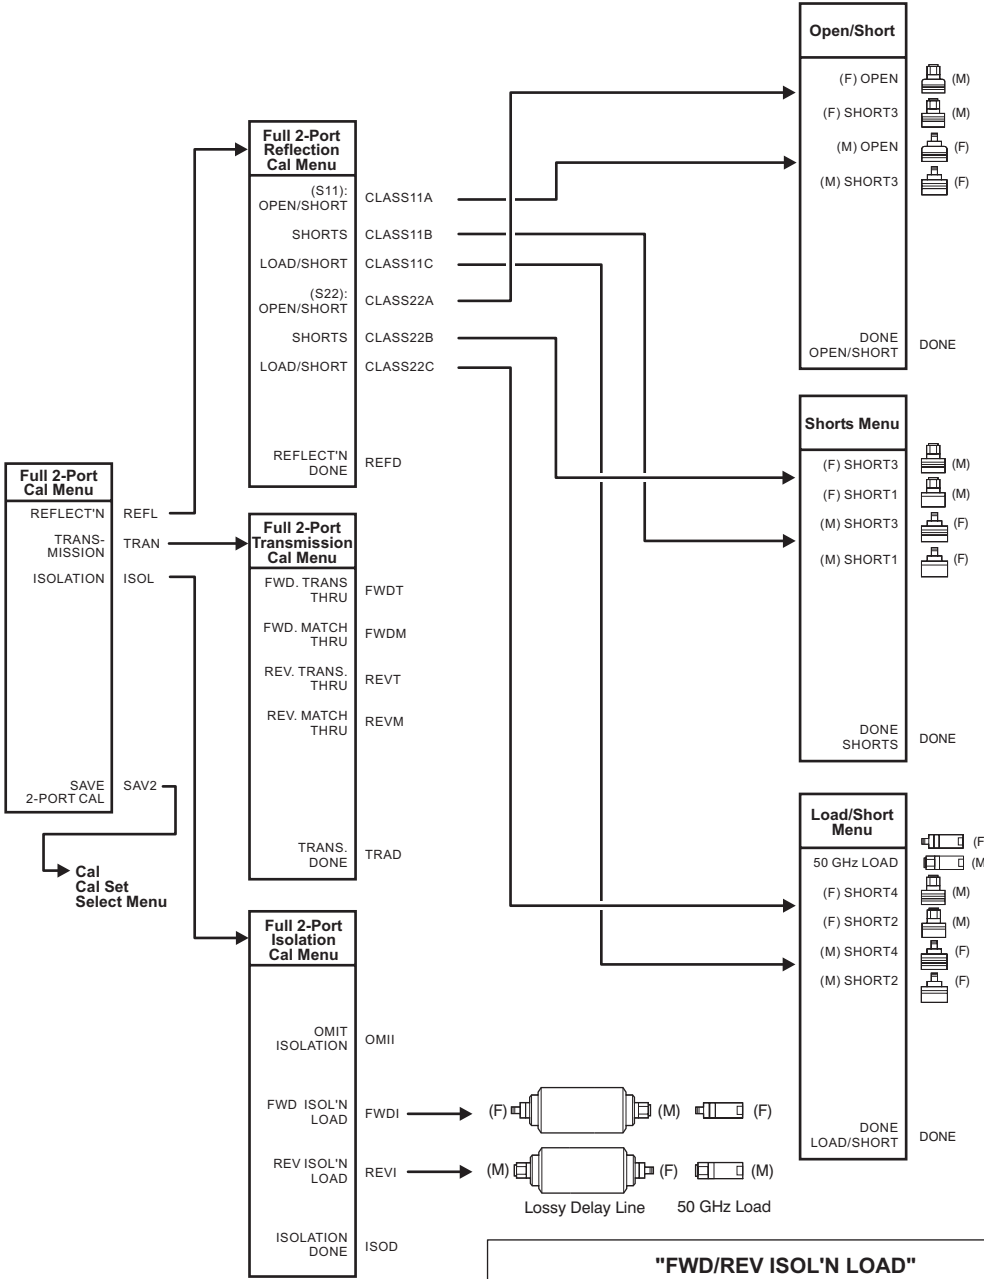 Full 2-Port
Cal Menu
REFLECT'N REFL
TRANS-
MISSION TRAN
ISOLATION ISOL
SAVE
2-PORT CAL SAV2
Cal
Cal Set
Select Menu
Full 2-Port
Reflection
Cal Menu
(S11):
OPEN/SHORT CLASS11A
SHORTS CLASS11B
LOAD/SHORT CLASS11C
(S22):
OPEN/SHORT CLASS22A
SHORTS CLASS22B
LOAD/SHORT CLASS22C
REFLECT'N
DONE REFD
Full 2-Port
Transmission
Cal Menu
FWD. TRANS
THRU FWDT
FWD. MATCH
THRU FWDM
REV. TRANS.
THRU REVT
REV. MATCH
THRU REVM
TRANS.
DONE TRAD
Full 2-Port
Isolation
Cal Menu
OMIT
ISOLATION OMII
FWD ISOL'N
LOAD FWDI (F) (M) (F)
REV ISOL'N
LOAD REVI (M) (F) (M)
Lossy Delay Line 50 GHz Load
ISOLATION
DONE ISOD
Open/Short
(F) OPEN (M)
(F) SHORT3 (M)
(M) OPEN (F)
(M) SHORT3 (F)
DONE
OPEN/SHORT DONE
Shorts Menu
(F) SHORT3 (M)
(F) SHORT1 (M)
(M) SHORT3 (F)
(M) SHORT1 (F)
DONE
SHORTS DONE
Load/Short
Menu
(F
50 GHz LOAD (M
(F) SHORT4 (M)
(F) SHORT2 (M)
(M) SHORT4 (F)
(M) SHORT2 (F)
DONE
LOAD/SHORT DONE
"FWD/REV ISOL'N LOAD"